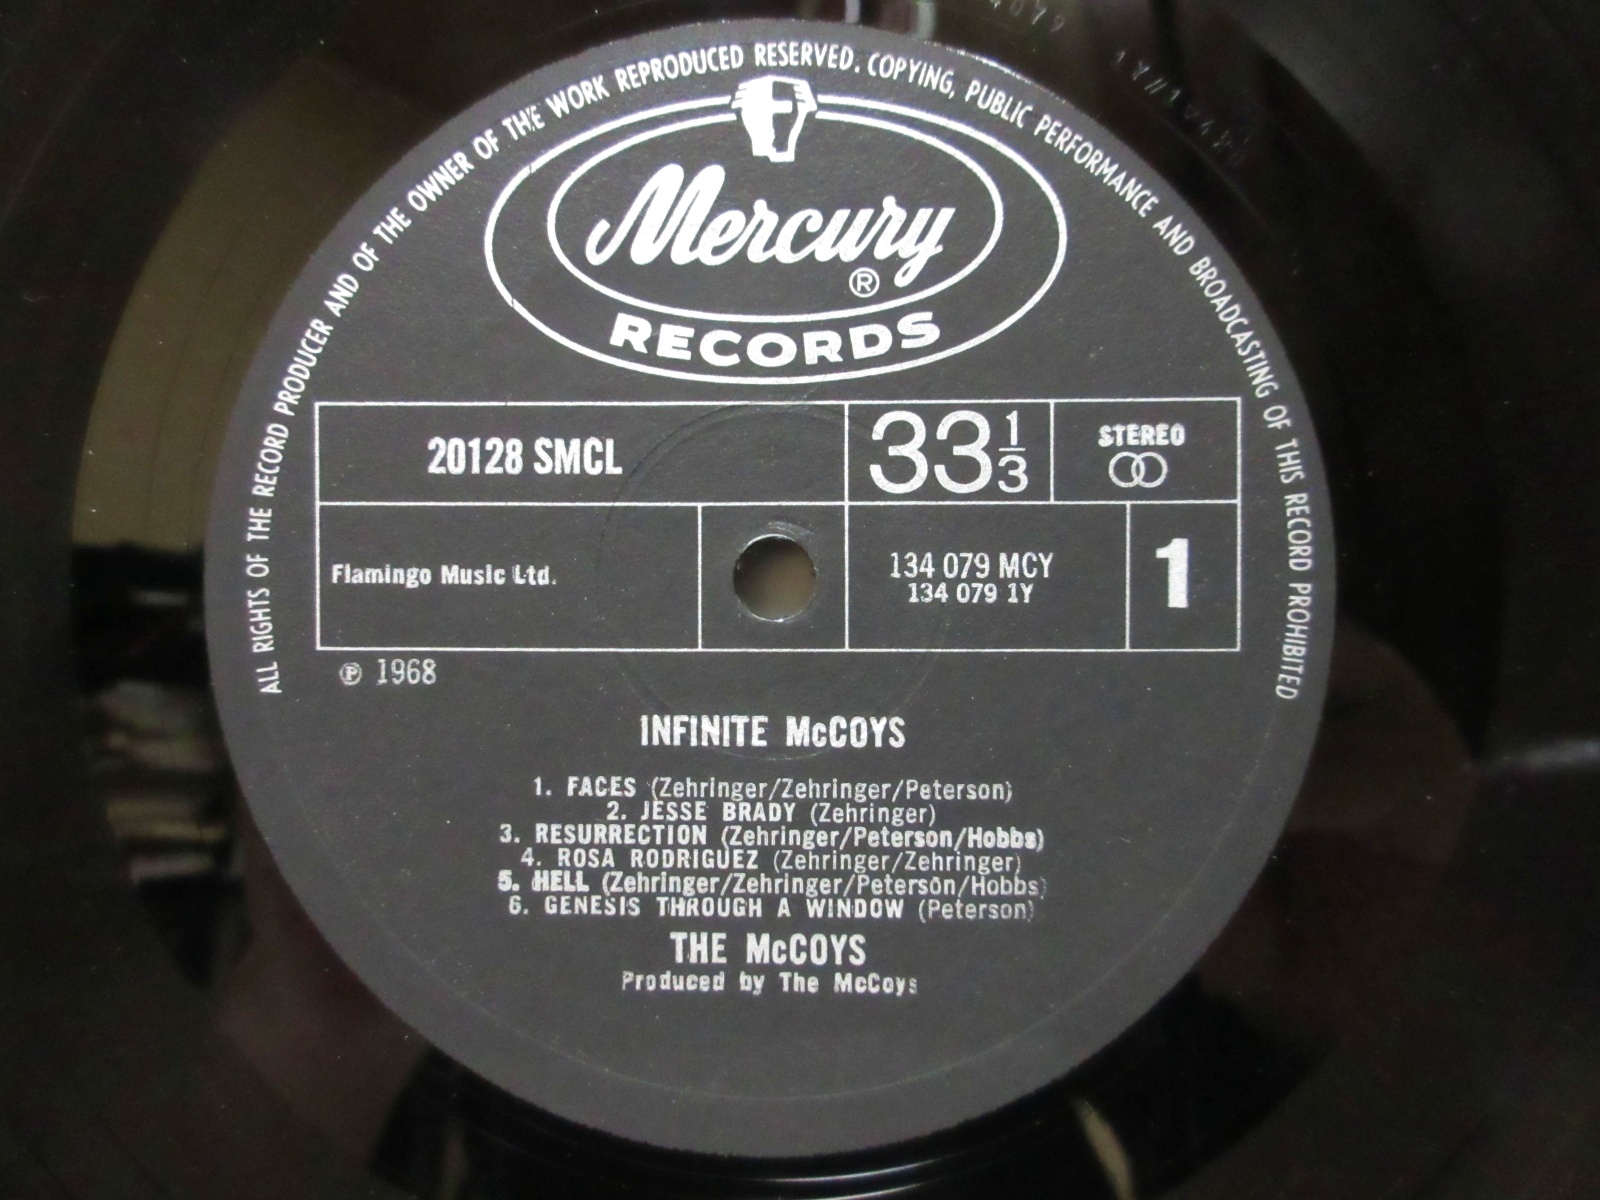 ALL RIGHTS OF THE RECORD PRODUCER AND OF THE OWNER OF THE WORK REPRODUCED RESERVED. COPYING, PUBLIC PERFORMANCE AND BROADCASTING OF THIS RECORD PROHIBITED
Mercury ®
RECORDS
20128 SMCL
33 1/3
STEREO
Flamingo Music Ltd.
134 079 MCY
134 079 1Y
1
℗ 1968
INFINITE McCOYS
1. FACES (Zehringer/Zehringer/Peterson)
2. JESSE BRADY (Zehringer)
3. RESURRECTION (Zehringer/Peterson/Hobbs)
4. ROSA RODRIGUEZ (Zehringer/Zehringer)
5. HELL (Zehringer/Zehringer/Peterson/Hobbs)
6. GENESIS THROUGH A WINDOW (Peterson)
THE McCOYS
Produced by The McCoys